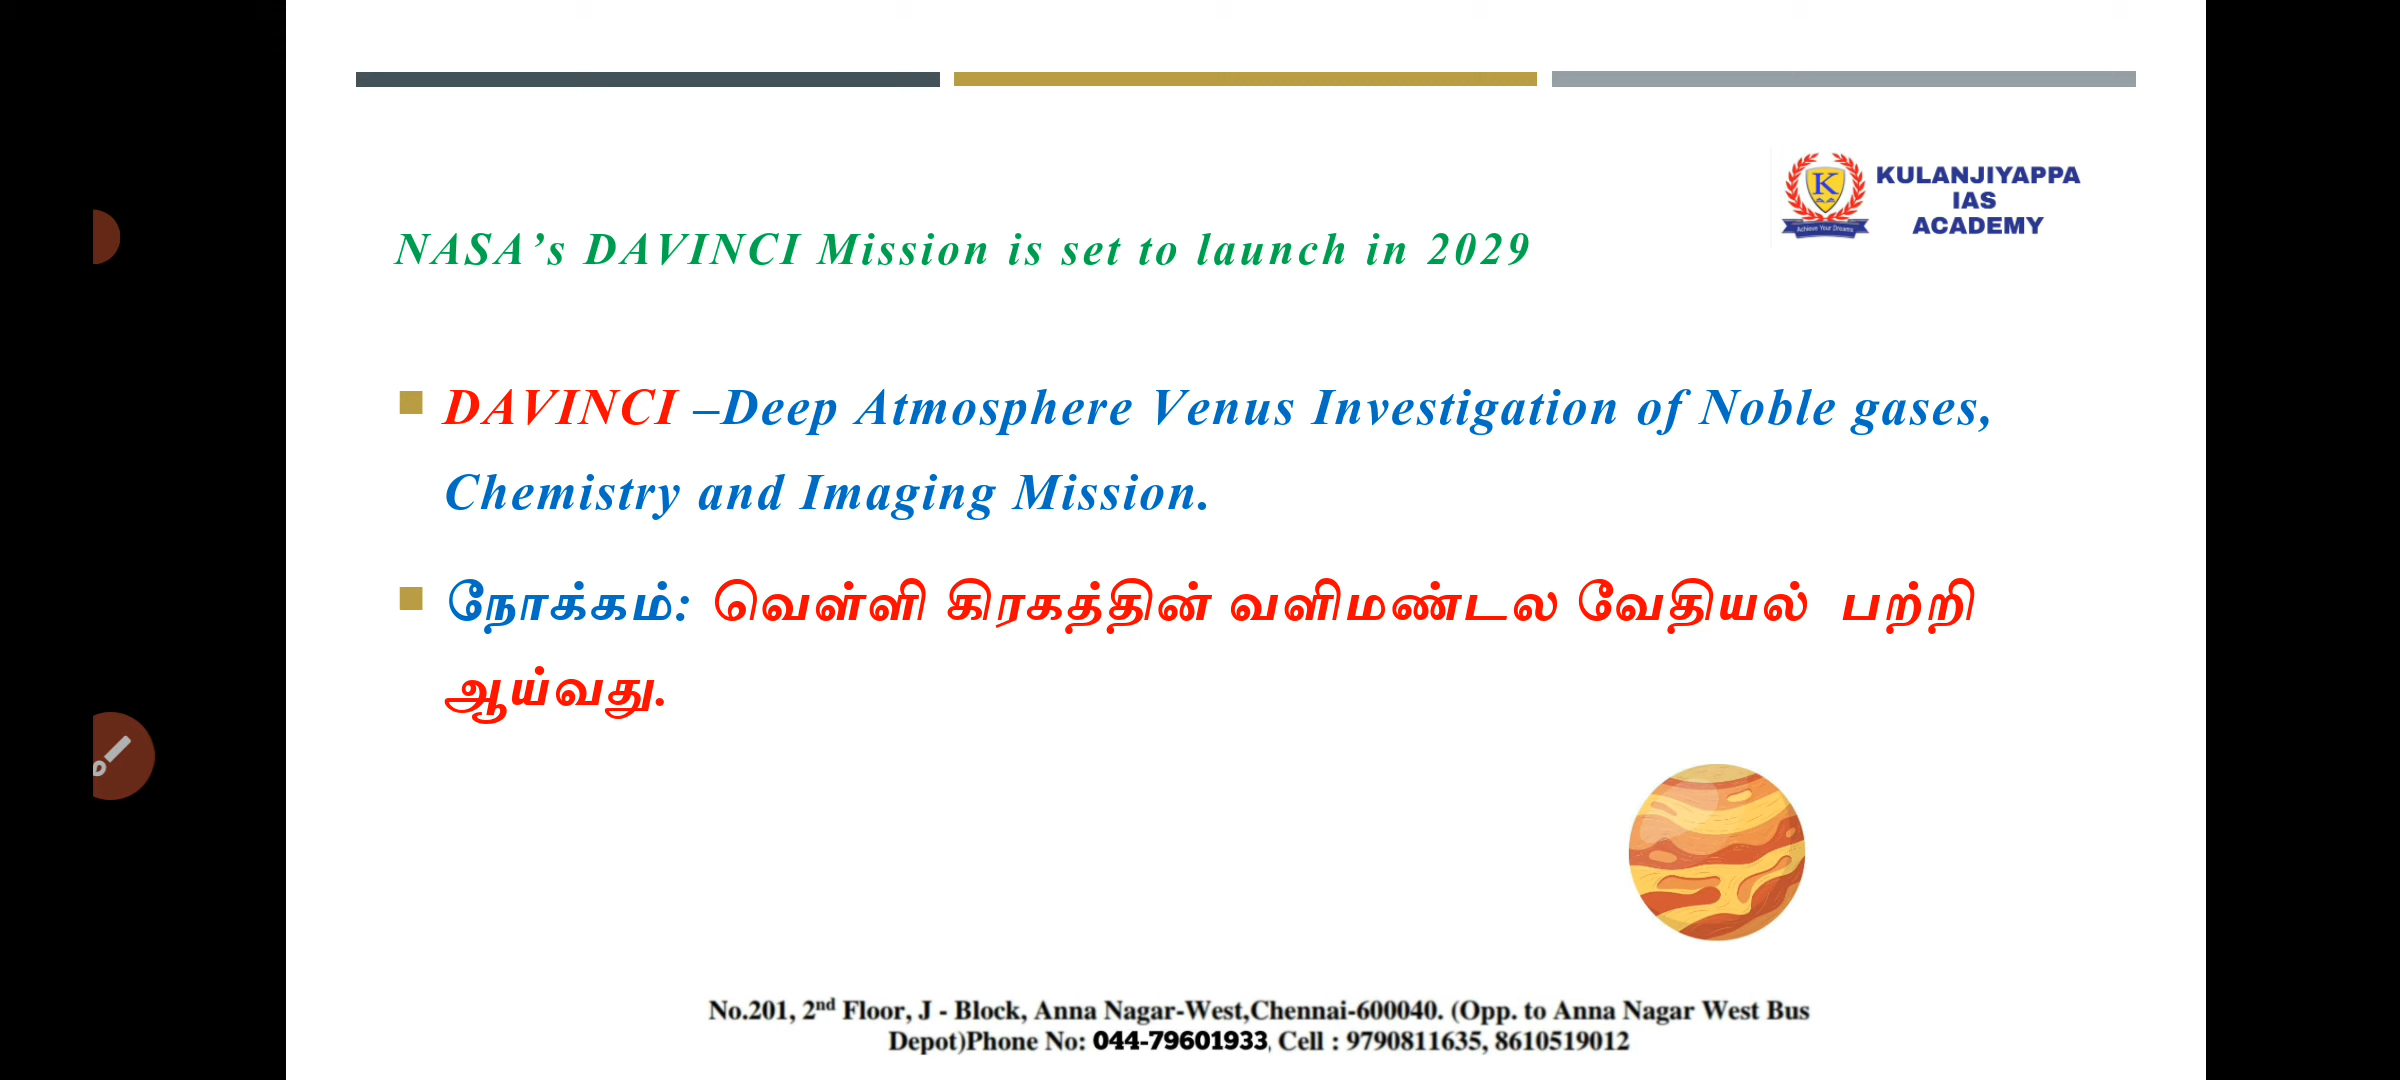 KULANJIYAPPA
IAS
ACADEMY
K
Achieve Your Dreams
NASA’s DAVINCI Mission is set to launch in 2029
DAVINCI –Deep Atmosphere Venus Investigation of Noble gases,
Chemistry and Imaging Mission.
நோக்கம்: வெள்ளி கிரகத்தின் வளிமண்டல வேதியல் பற்றி
ஆய்வது.
No.201, 2nd Floor, J - Block, Anna Nagar-West,Chennai-600040. (Opp. to Anna Nagar West Bus
Depot)Phone No: 044-79601933, Cell : 9790811635, 8610519012